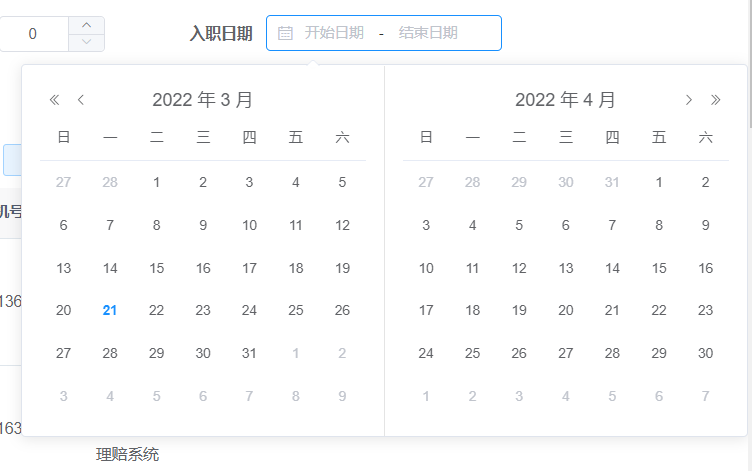 0
入职日期
开始日期 - 结束日期
2022 年 3 月
日 一 二 三 四 五 六
27 28 1 2 3 4 5
6 7 8 9 10 11 12
13 14 15 16 17 18 19
20 21 22 23 24 25 26
27 28 29 30 31 1 2
3 4 5 6 7 8 9
2022 年 4 月
日 一 二 三 四 五 六
27 28 29 30 31 1 2
3 4 5 6 7 8 9
10 11 12 13 14 15 16
17 18 19 20 21 22 23
24 25 26 27 28 29 30
1 2 3 4 5 6 7
机号
136
163
理赔系统